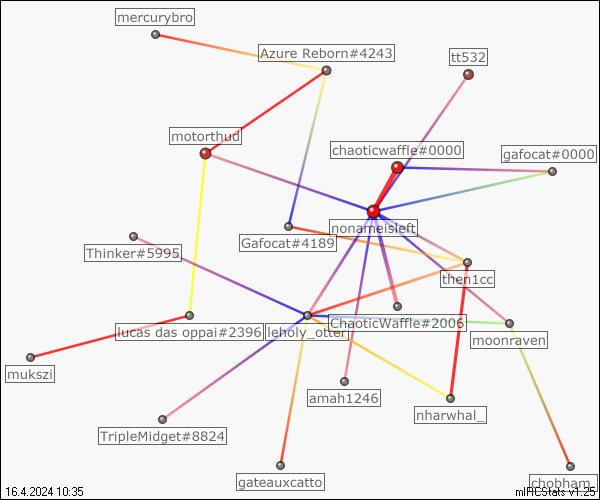 mercurybro
Azure Reborn#4243
tt532
motorthud
chaoticwaffle#0000
gafocat#0000
nonameisleft
Gafocat#4189
Thinker#5995
then1cc
ChaoticWaffle#2006
lucas das oppai#2396
leholy_otter
moonraven
mukszi
amah1246
nharwhal_
TripleMidget#8824
gateauxcatto
chobham_
16.4.2024 10:35
mIRCStats v1.25